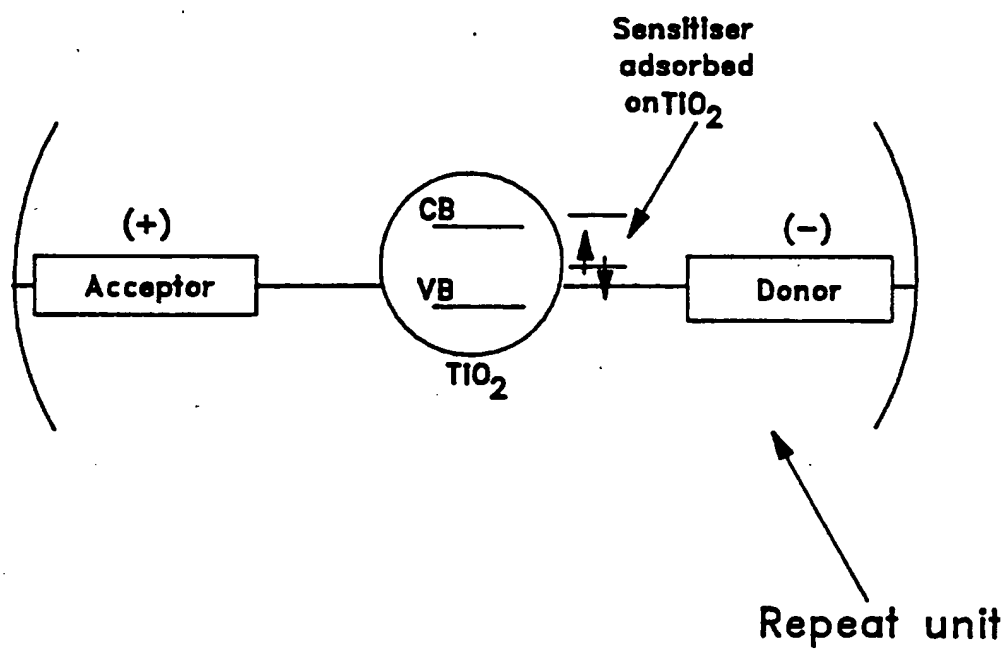 Sensitiser
adsorbed
onTiO2
(+)
Acceptor
CB
VB
TiO2
(-)
Donor
Repeat unit